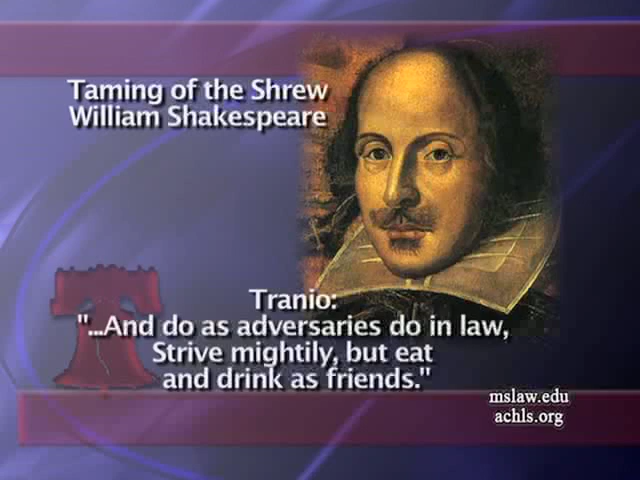 Taming of the Shrew
William Shakespeare
Tranio:
"...And do as adversaries do in law,
Strive mightily, but eat
and drink as friends."
mslaw.edu
achls.org